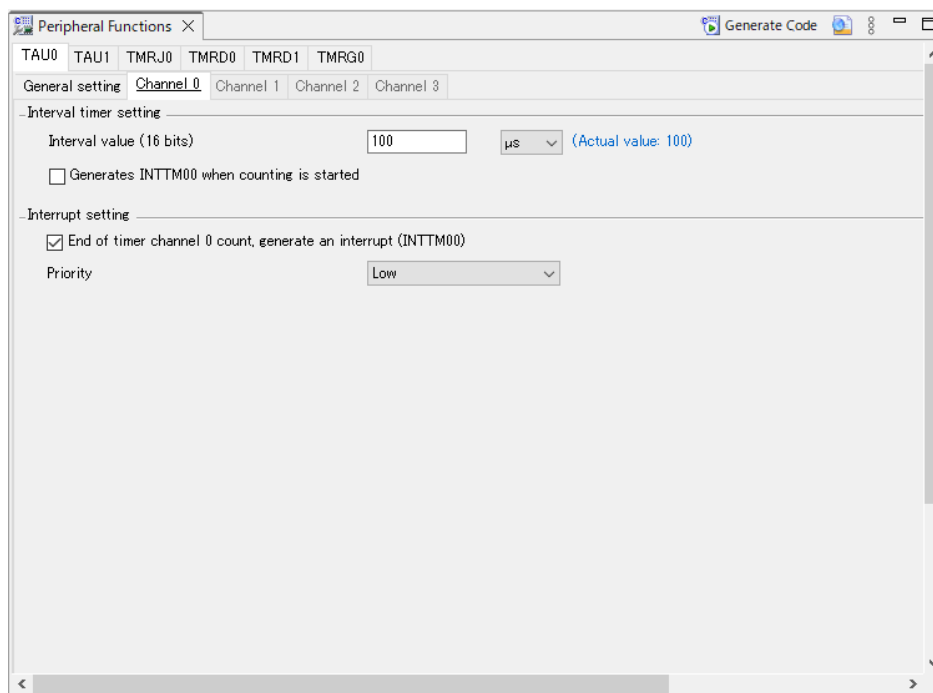 Peripheral Functions
Generate Code
TAU0 TAU1 TMRJ0 TMRD0 TMRD1 TMRG0
General setting Channel 0 Channel 1 Channel 2 Channel 3
Interval timer setting
Interval value (16 bits) 100 μs (Actual value: 100)
Generates INTTM00 when counting is started
Interrupt setting
End of timer channel 0 count, generate an interrupt (INTTM00)
Priority Low